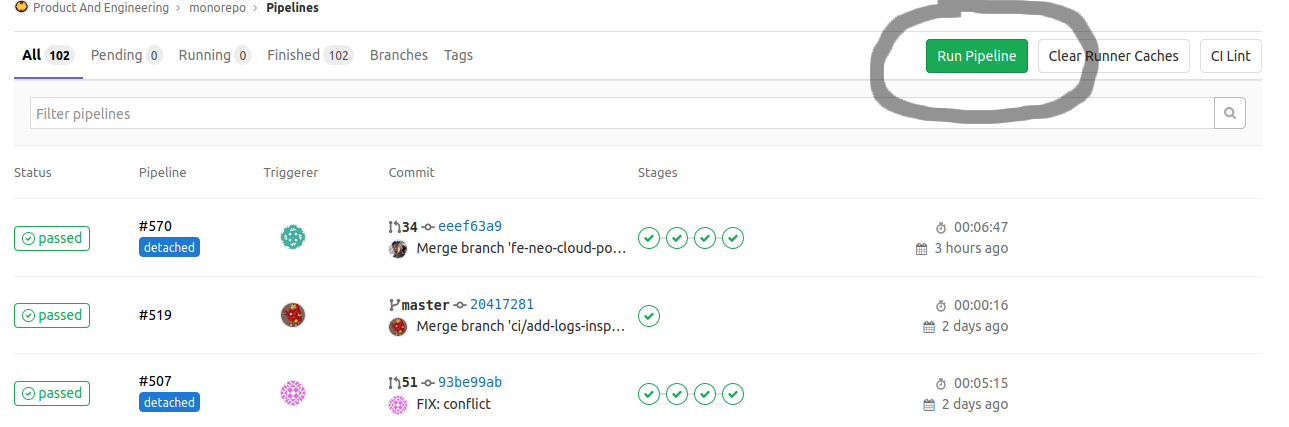 Product And Engineering › monorepo › Pipelines
All 102 Pending 0 Running 0 Finished 102 Branches Tags Run Pipeline Clear Runner Caches CI Lint
Filter pipelines
Status Pipeline Triggerer Commit Stages
passed #570 detached 34 eeef63a9 00:06:47
Merge branch 'fe-neo-cloud-po... 3 hours ago
passed #519 master 20417281 00:00:16
Merge branch 'ci/add-logs-insp... 2 days ago
passed #507 detached 51 93be99ab 00:05:15
FIX: conflict 2 days ago